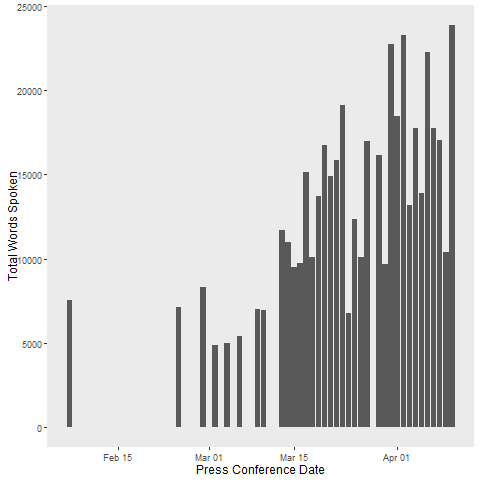 25000
20000
15000
10000
5000
0
Total Words Spoken
Feb 15
Mar 01
Mar 15
Apr 01
Press Conference Date